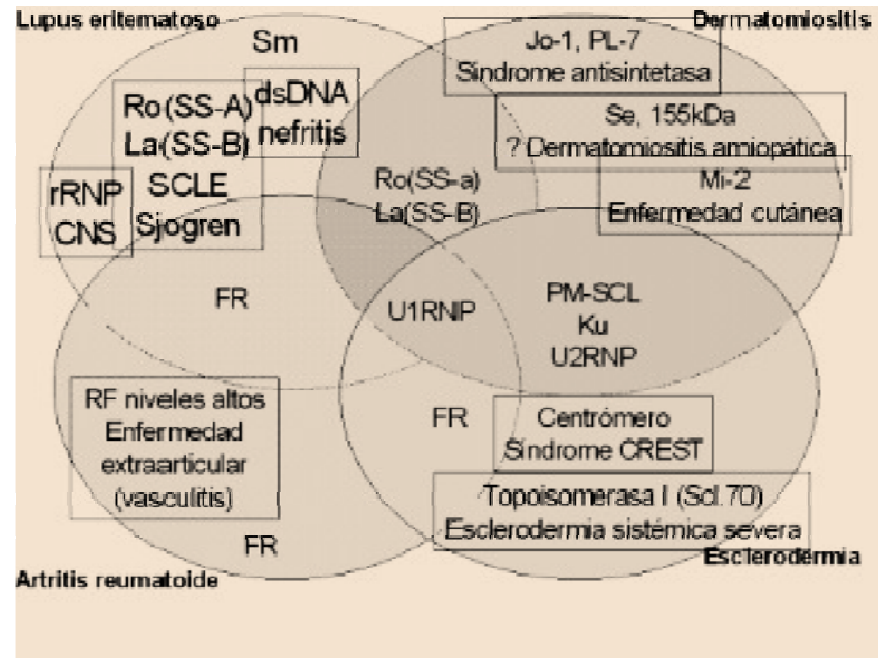 Lupus eritematoso
Dermatomiositis
Sm
Jo-1, PL-7
Síndrome antisintetasa
dsDNA
nefritis
Ro(SS-A)
La(SS-B)
SCLE
Sjogren
Se, 155kDa
? Dermatomiositis amiopática
rRNP
CNS
Ro(SS-a)
La(SS-B)
Mi-2
Enfermedad cutánea
FR
U1RNP
PM-SCL
Ku
U2RNP
RF niveles altos
Enfermedad
extraarticular
(vasculitis)
FR
Centrómero
Síndrome CREST
Topoisomerasa I (Scl.70)
Esclerodermia sistémica severa
FR
Esclerodermia
Artritis reumatoide